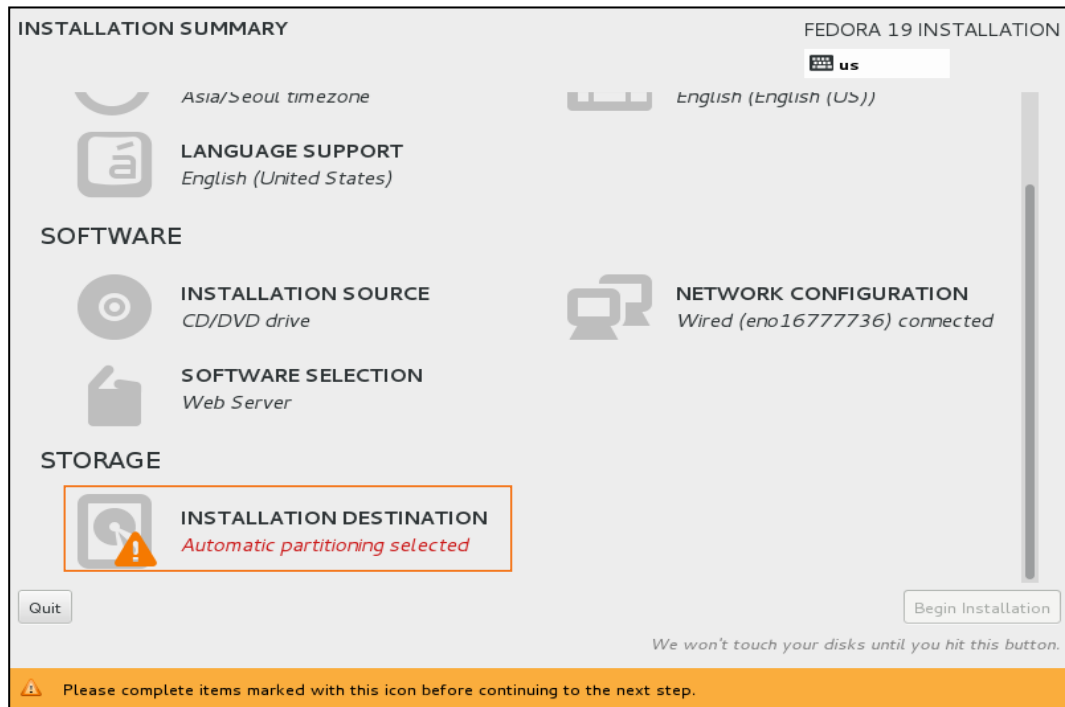 INSTALLATION SUMMARY
FEDORA 19 INSTALLATION
us
Asia/Seoul timezone
English (English (US))
LANGUAGE SUPPORT
English (United States)
SOFTWARE
INSTALLATION SOURCE
CD/DVD drive
NETWORK CONFIGURATION
Wired (eno16777736) connected
SOFTWARE SELECTION
Web Server
STORAGE
INSTALLATION DESTINATION
Automatic partitioning selected
Quit
Begin Installation
We won't touch your disks until you hit this button.
Please complete items marked with this icon before continuing to the next step.